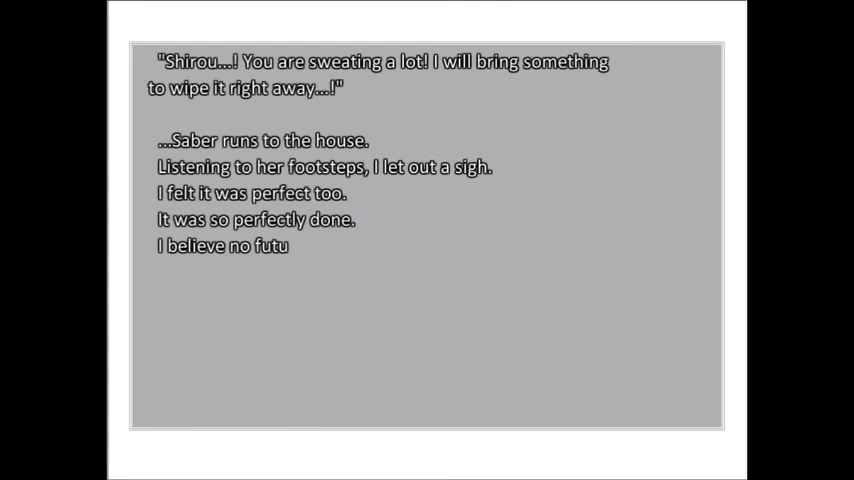 "Shirou...! You are sweating a lot! I will bring something
to wipe it right away...!"
...Saber runs to the house.
Listening to her footsteps, I let out a sigh.
I felt it was perfect too.
It was so perfectly done.
I believe no futu